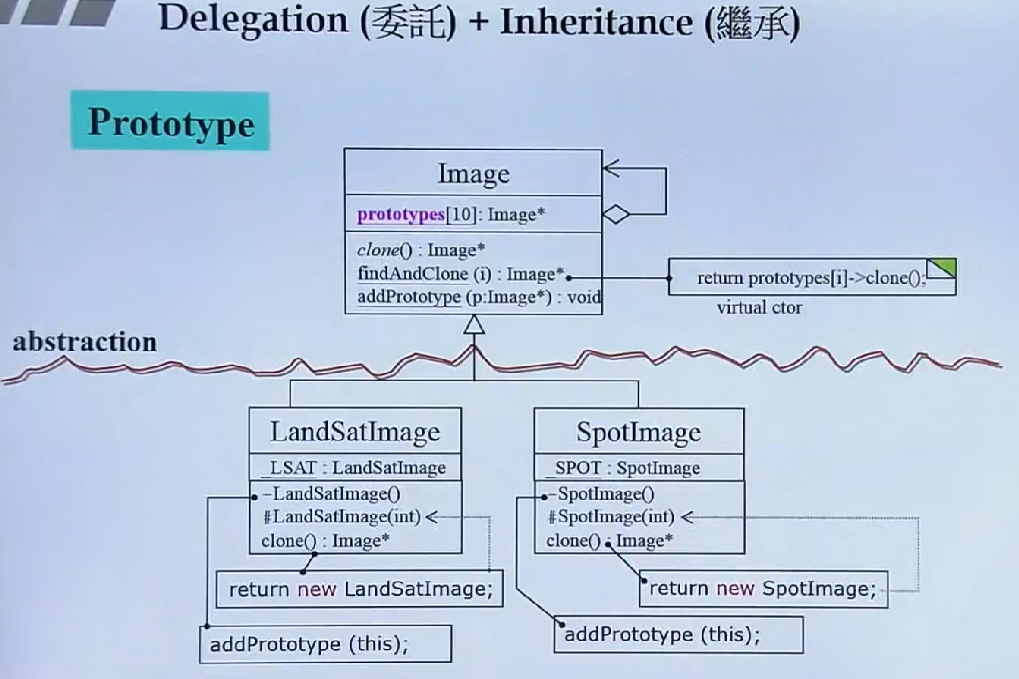 Delegation (委託) + Inheritance (繼承)
Prototype
Image
prototypes[10]: Image*
clone() : Image*
findAndClone (i) : Image*
addPrototype (p:Image*) : void
return prototypes[i]->clone();
virtual ctor
abstraction
LandSatImage
_LSAT : LandSatImage
-LandSatImage()
#LandSatImage(int)
clone() : Image*
return new LandSatImage;
addPrototype (this);
SpotImage
_SPOT : SpotImage
-SpotImage()
#SpotImage(int)
clone() : Image*
return new SpotImage;
addPrototype (this);